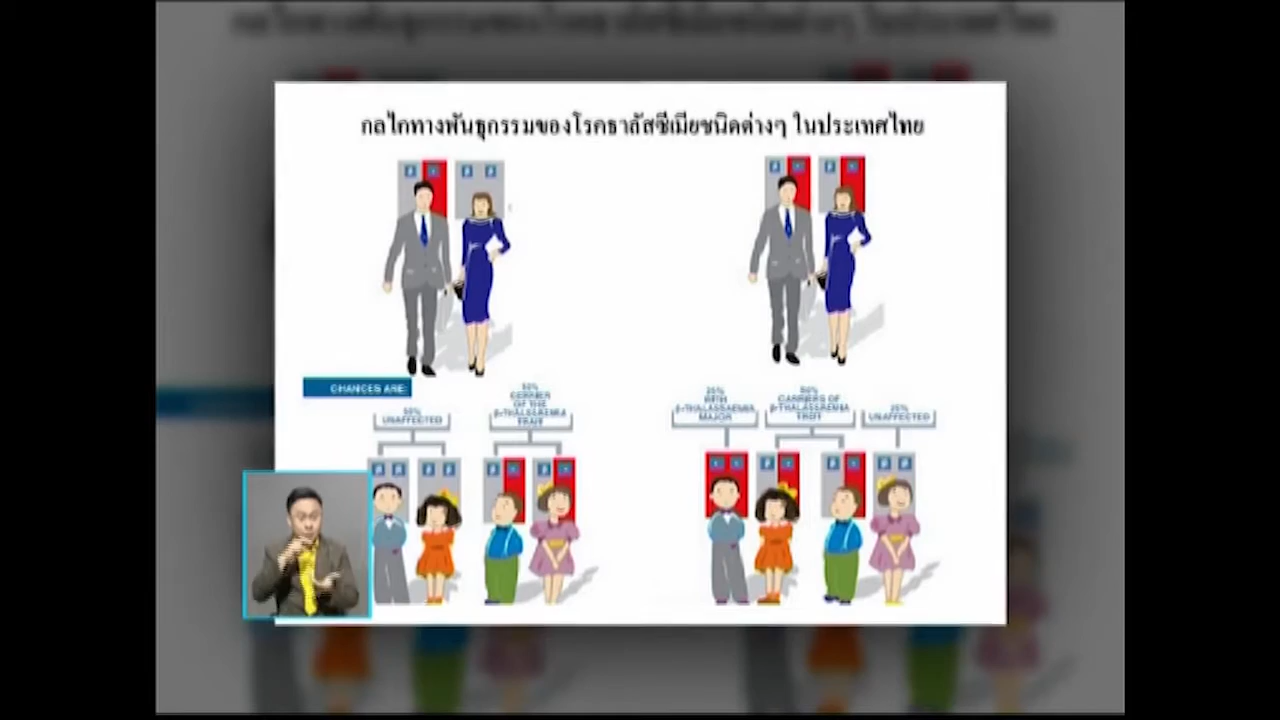 กลไกทางพันธุกรรมของโรคธาลัสซีเมียชนิดต่างๆ ในประเทศไทย
CHANCES ARE:
50%
UNAFFECTED
50%
CARRIER
OF THE
β-THALASSAEMIA
TRAIT
25%
WITH
β-THALASSAEMIA
MAJOR
50%
CARRIERS OF
β-THALASSAEMIA
TRAIT
25%
UNAFFECTED